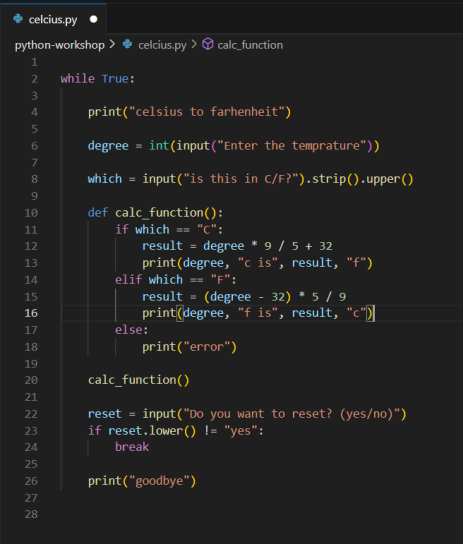 celcius.py
python-workshop > celcius.py > calc_function
1
2 while True:
3
4     print("celsius to farhenheit")
5
6     degree = int(input("Enter the temprature"))
7
8     which = input("is this in C/F?").strip().upper()
9
10     def calc_function():
11         if which == "C":
12             result = degree * 9 / 5 + 32
13             print(degree, "c is", result, "f")
14         elif which == "F":
15             result = (degree - 32) * 5 / 9
16             print(degree, "f is", result, "c")
17         else:
18             print("error")
19
20     calc_function()
21
22     reset = input("Do you want to reset? (yes/no)")
23     if reset.lower() != "yes":
24         break
25
26     print("goodbye")
27
28